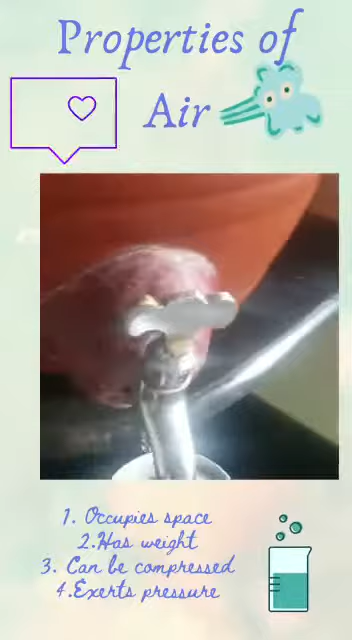 Properties of
Air
1. Occupies space
2.Has weight
3. Can be compressed
4.Exerts pressure